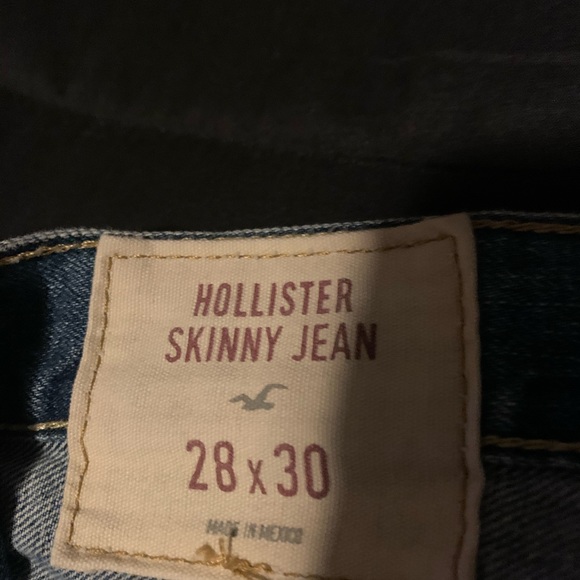 HOLLISTER
SKINNY JEAN
28 x 30
MADE IN MEXICO